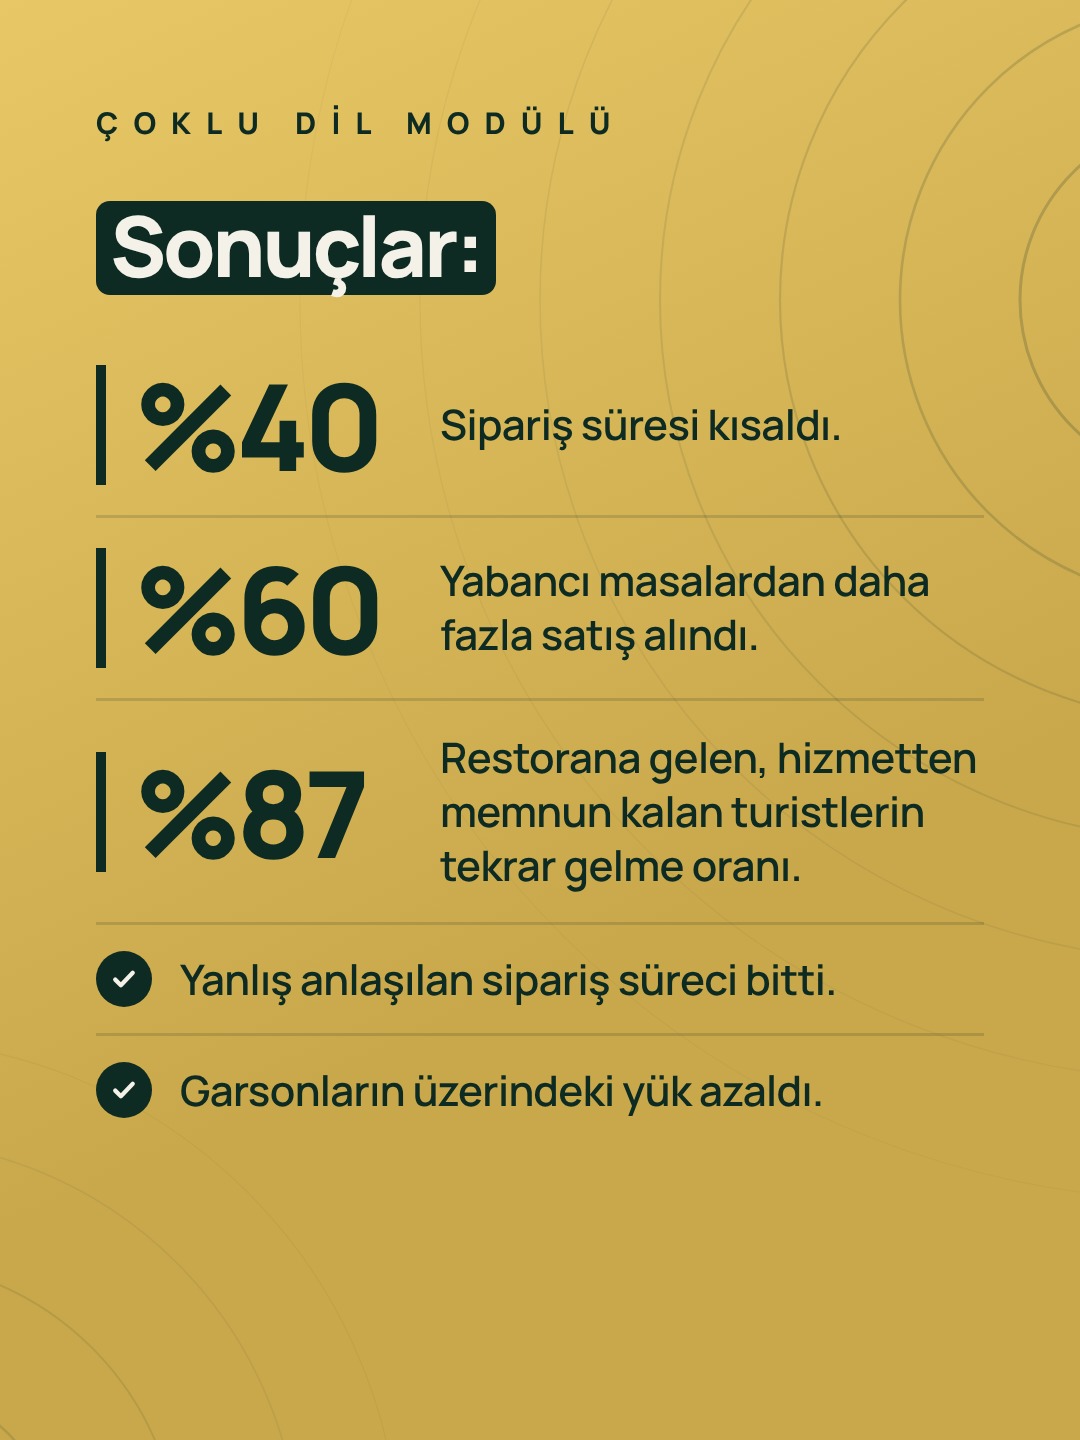 ÇOKLU DİL MODÜLÜ
Sonuçlar:
%40
Sipariş süresi kısaldı.
%60
Yabancı masalardan daha
fazla satış alındı.
%87
Restorana gelen, hizmetten
memnun kalan turistlerin
tekrar gelme oranı.
Yanlış anlaşılan sipariş süreci bitti.
Garsonların üzerindeki yük azaldı.